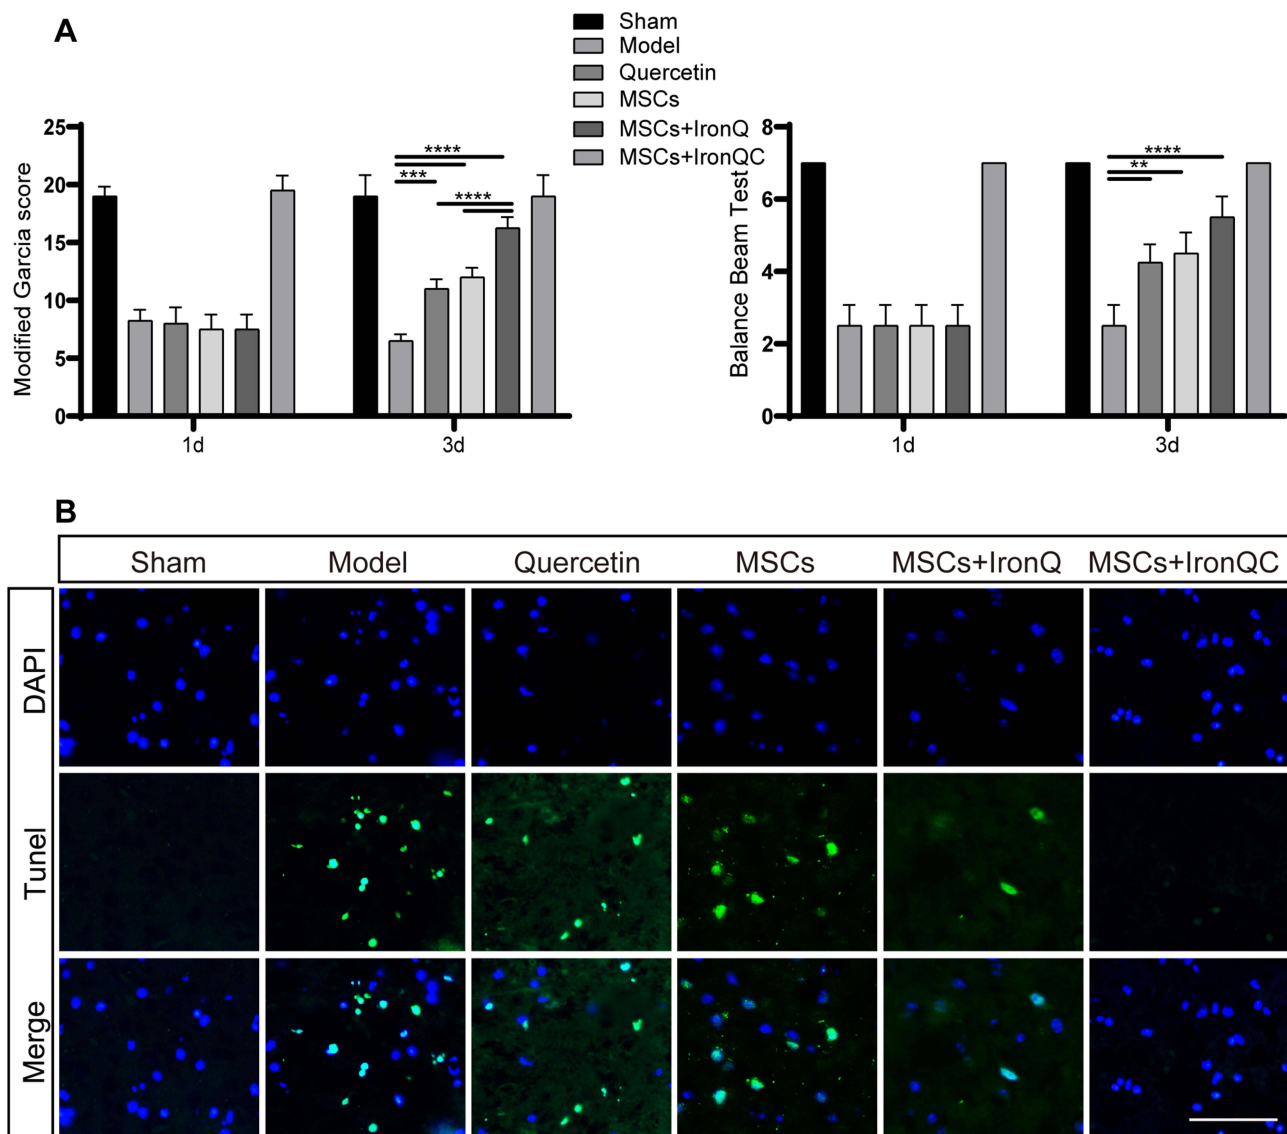 A
Sham
Model
Quercetin
MSCs
MSCs+IronQ
MSCs+IronQC
Modified Garcia score
25
20
15
10
5
0
****
***
****
1d
3d
Balance Beam Test
8
6
4
2
0
****
**
1d
3d
B
Sham Model Quercetin MSCs MSCs+IronQ MSCs+IronQC
DAPI
Tunel
Merge